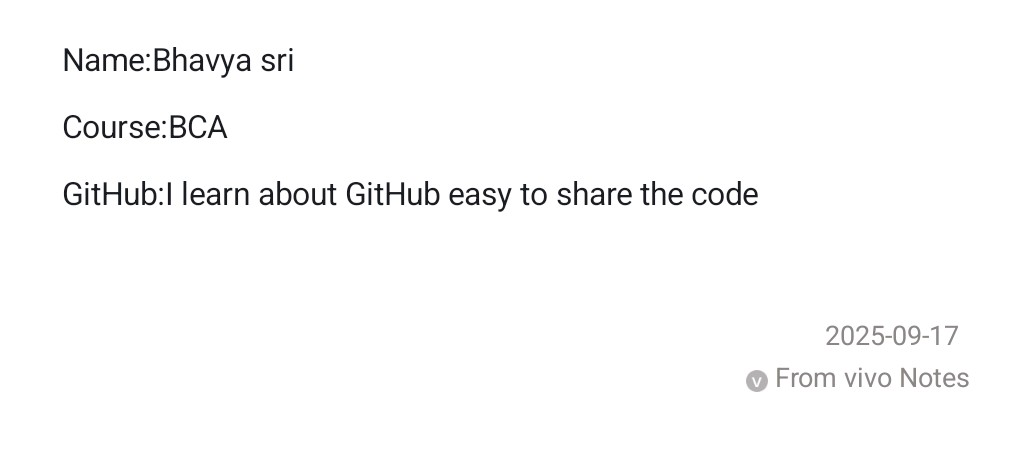 Name:Bhavya sri
Course:BCA
GitHub:I learn about GitHub easy to share the code
2025-09-17
v From vivo Notes